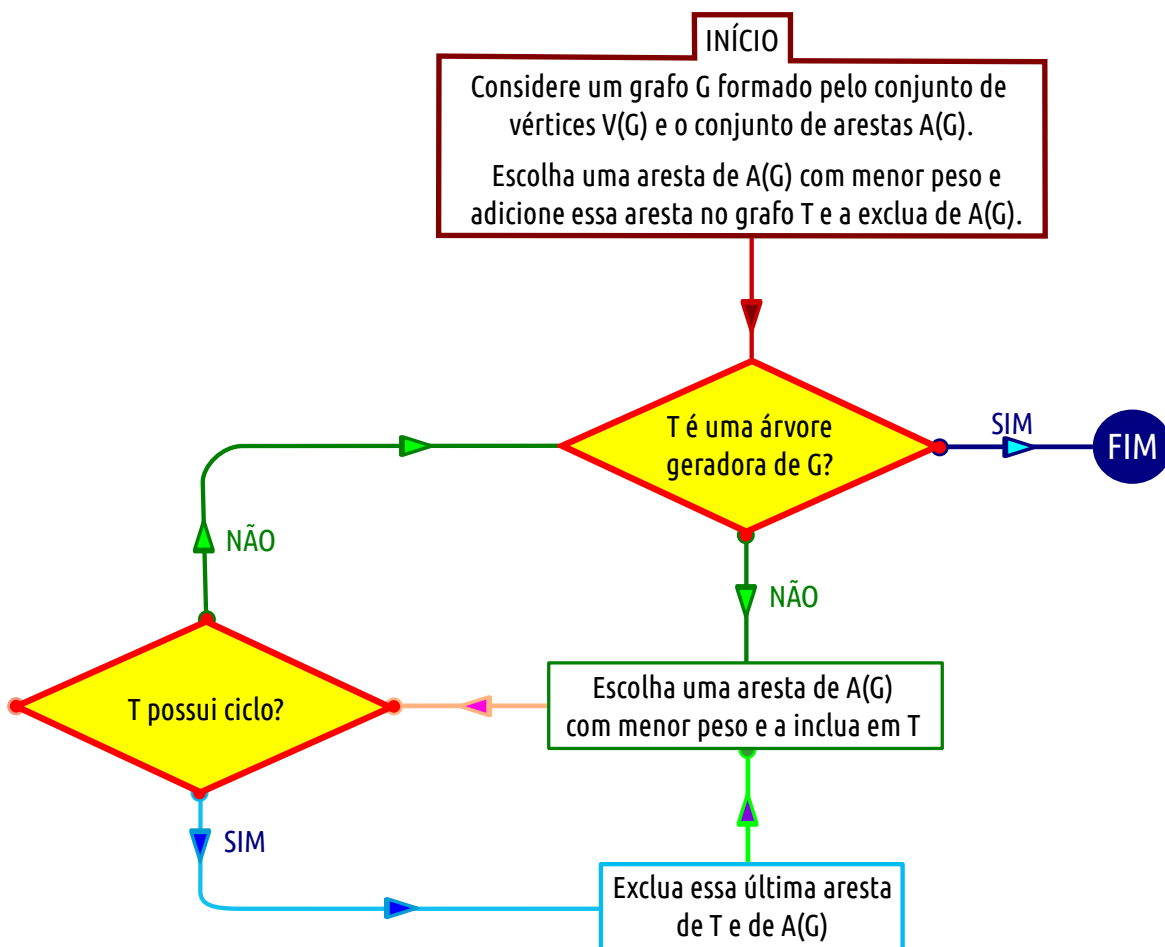 INÍCIO
Considere um grafo G formado pelo conjunto de
vértices V(G) e o conjunto de arestas A(G).
Escolha uma aresta de A(G) com menor peso e
adicione essa aresta no grafo T e a exclua de A(G).
T é uma árvore
geradora de G?
SIM
FIM
NÃO
NÃO
Escolha uma aresta de A(G)
com menor peso e a inclua em T
T possui ciclo?
SIM
Exclua essa última aresta
de T e de A(G)